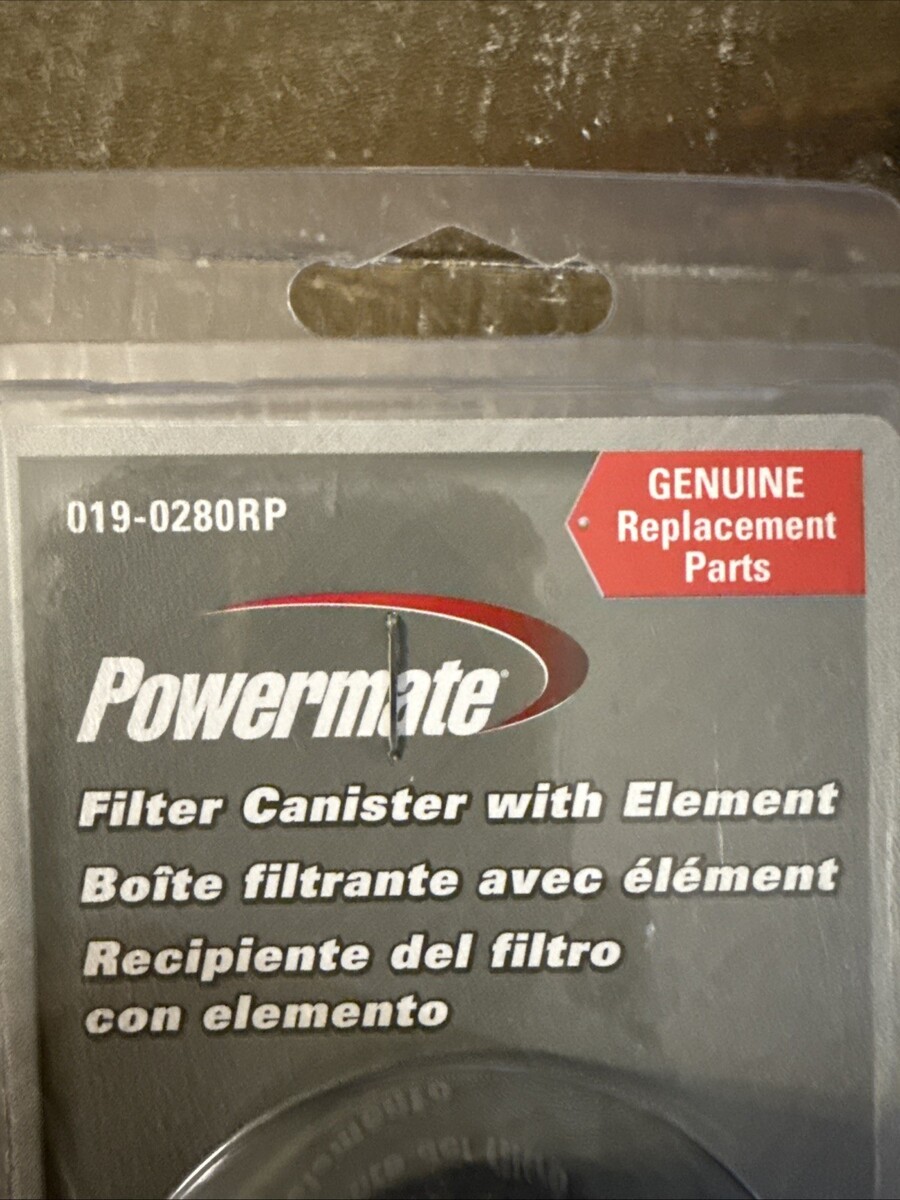 019-0280RP
GENUINE
Replacement
Parts
Powermate®
Filter Canister with Element
Boîte filtrante avec élément
Recipiente del filtro
con elemento